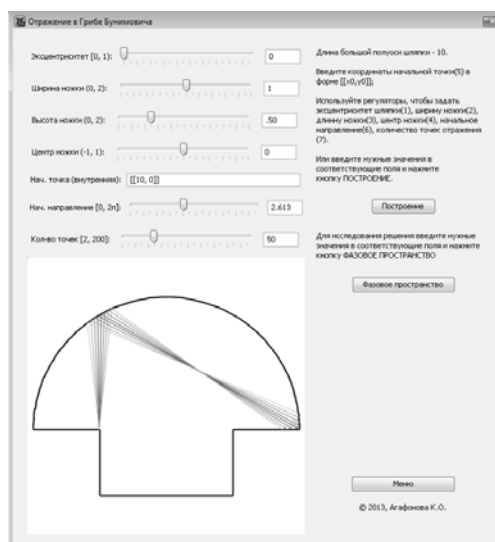 Отражение в Грибе Бунимовича
Эксцентриситет [0, 1):
0
Ширина ножки (0, 2):
1
Высота ножки (0, 2):
.50
Центр ножки (-1, 1):
0
Нач. точка (внутренняя):
[[10, 0]]
Нач. направление [0, 2п]:
2.613
Кол-во точек [2, 200]:
50
Длина большой полуоси шляпки - 10.
Введите координаты начальной точки(5) в
форме [[x0,y0]];
Используйте регуляторы, чтобы задать
эксцентриситет шляпки(1), ширину ножки(2),
длинну ножки(3), центр ножки(4), начальное
направление(6), количество точек отражения
(7).
Или введите нужные значения в
соответствующие поля и нажмите
кнопку ПОСТРОЕНИЕ.
Построение
Для исследования решения введите нужные
значения в соответствующие поля и нажмите
кнопку ФАЗОВОЕ ПРОСТРАНСТВО
Фазовое пространство
Меню
© 2013, Агафонова К.О.